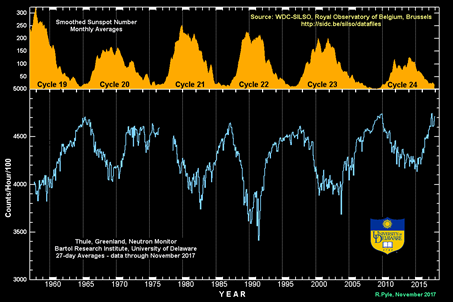 Smoothed Sunspot Number
Monthly Averages
Source: WDC-SILSO, Royal Observatory of Belgium, Brussels
http://sidc.be/silso/datafiles
300
200
100
Cycle 19 Cycle 20 Cycle 21 Cycle 22 Cycle 23 Cycle 24
5000
4500
4000
3500
3000
Counts/Hour/100
Thule, Greenland, Neutron Monitor
Bartol Research Institute, University of Delaware
27-day Averages - data through November 2017
UNIVERSITY OF
DELAWARE
1960 1965 1970 1975 1980 1985 1990 1995 2000 2005 2010 2015
YEAR
R.Pyle, November 2017